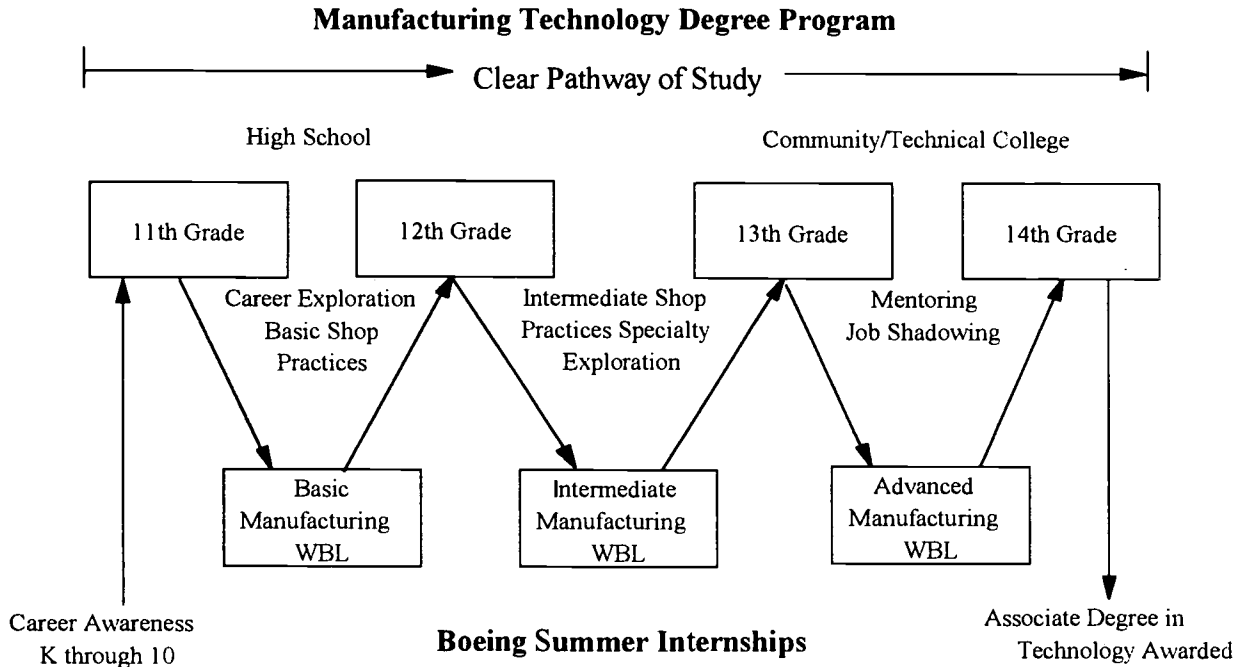 Manufacturing Technology Degree Program
Clear Pathway of Study
High School
Community/Technical College
11th Grade
12th Grade
13th Grade
14th Grade
Career Exploration
Basic Shop
Practices
Intermediate Shop
Practices Specialty
Exploration
Mentoring
Job Shadowing
Basic
Manufacturing
WBL
Intermediate
Manufacturing
WBL
Advanced
Manufacturing
WBL
Career Awareness
K through 10
Boeing Summer Internships
Associate Degree in
Technology Awarded